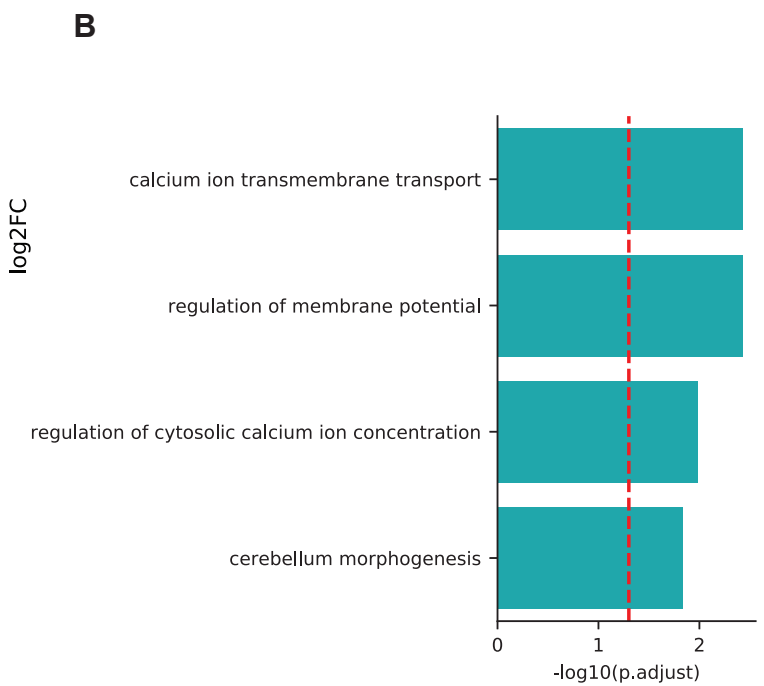 B
log2FC
calcium ion transmembrane transport
regulation of membrane potential
regulation of cytosolic calcium ion concentration
cerebellum morphogenesis
0 1 2
-log10(p.adjust)